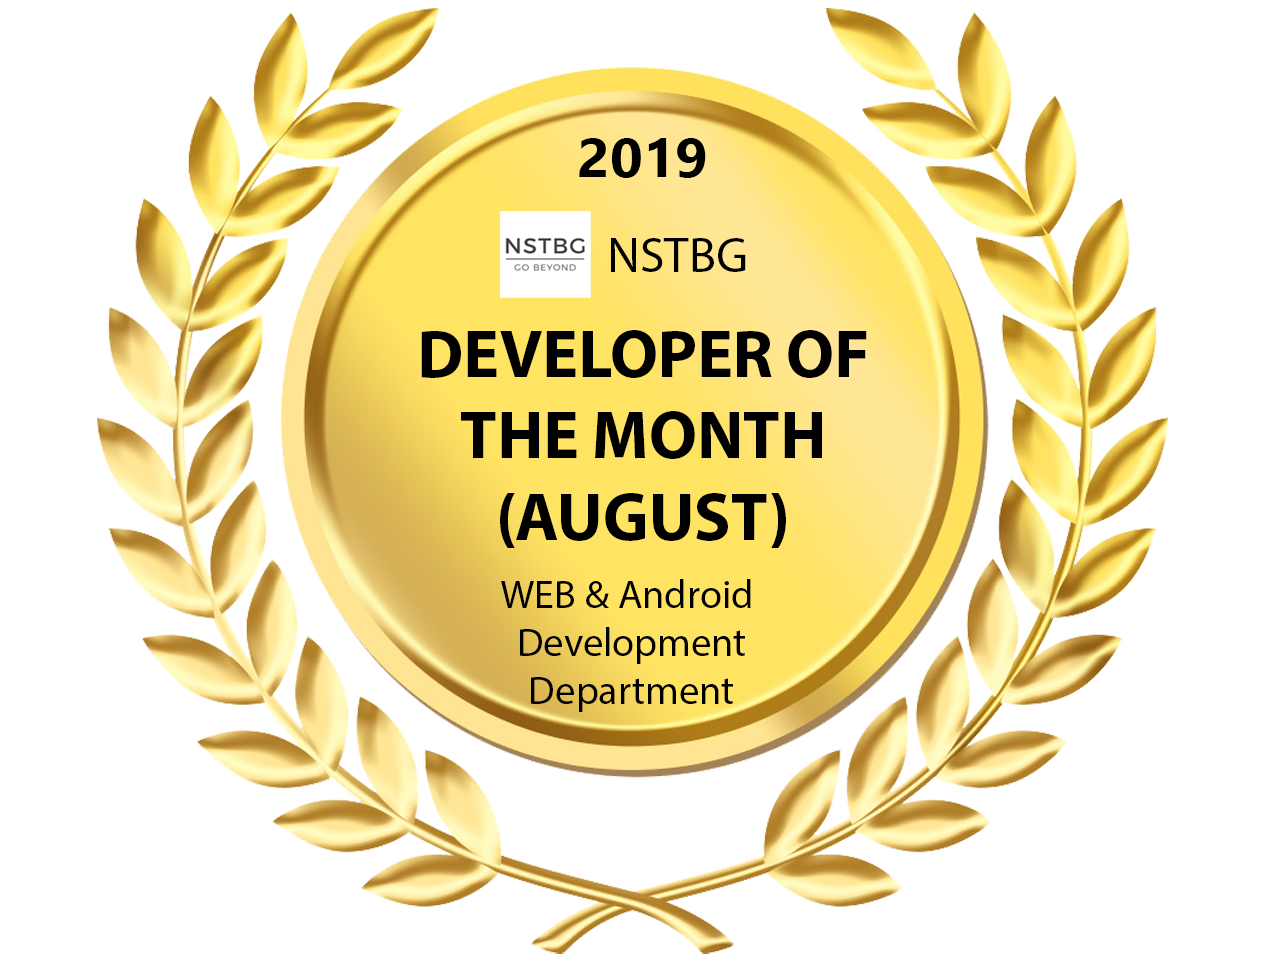 2019
NSTBG
GO BEYOND
NSTBG
DEVELOPER OF
THE MONTH
(AUGUST)
WEB & Android
Development
Department